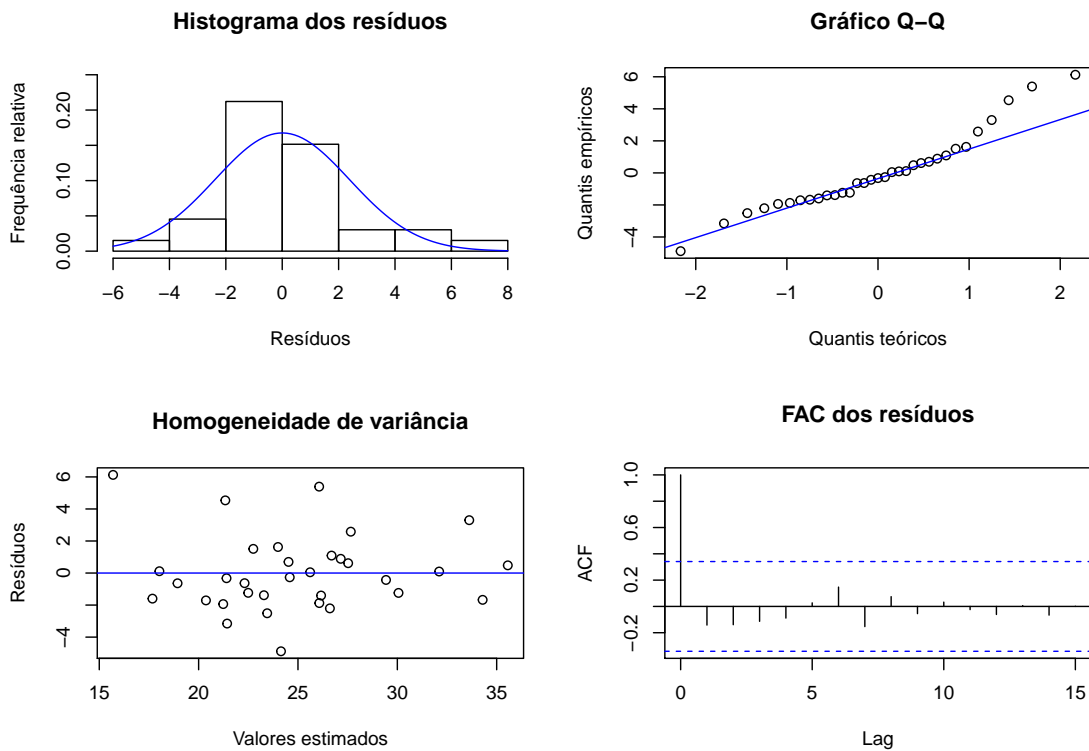 Histograma dos resíduos
Frequência relativa
0.00 0.10 0.20
−6 −4 −2 0 2 4 6 8
Resíduos
Gráfico Q−Q
Quantis empíricos
−4 0 2 4 6
−2 −1 0 1 2
Quantis teóricos
Homogeneidade de variância
Resíduos
−4 0 2 4 6
15 20 25 30 35
Valores estimados
FAC dos resíduos
ACF
−0.2 0.2 0.6 1.0
0 5 10 15
Lag